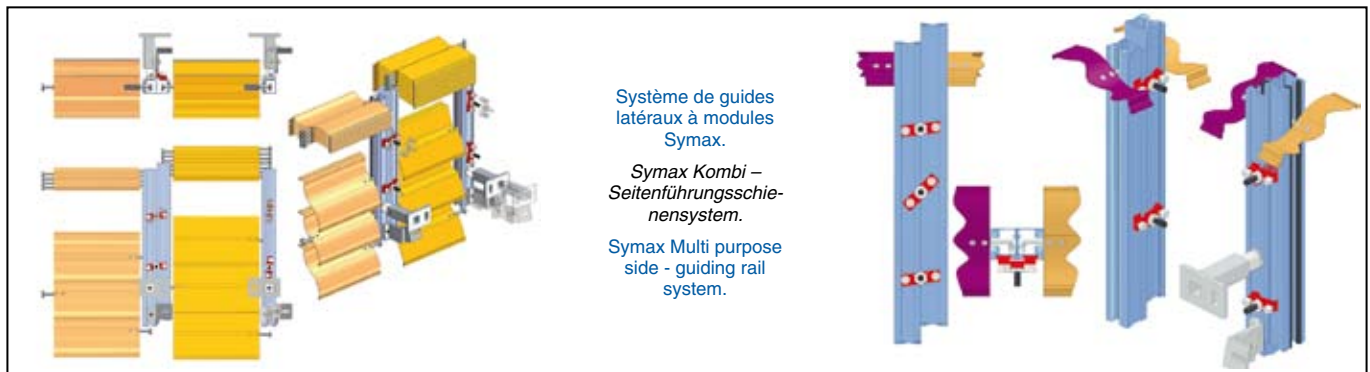 Système de guides
latéraux à modules
Symax.
Symax Kombi –
Seitenführungsschie-
nensystem.
Symax Multi purpose
side - guiding rail
system.